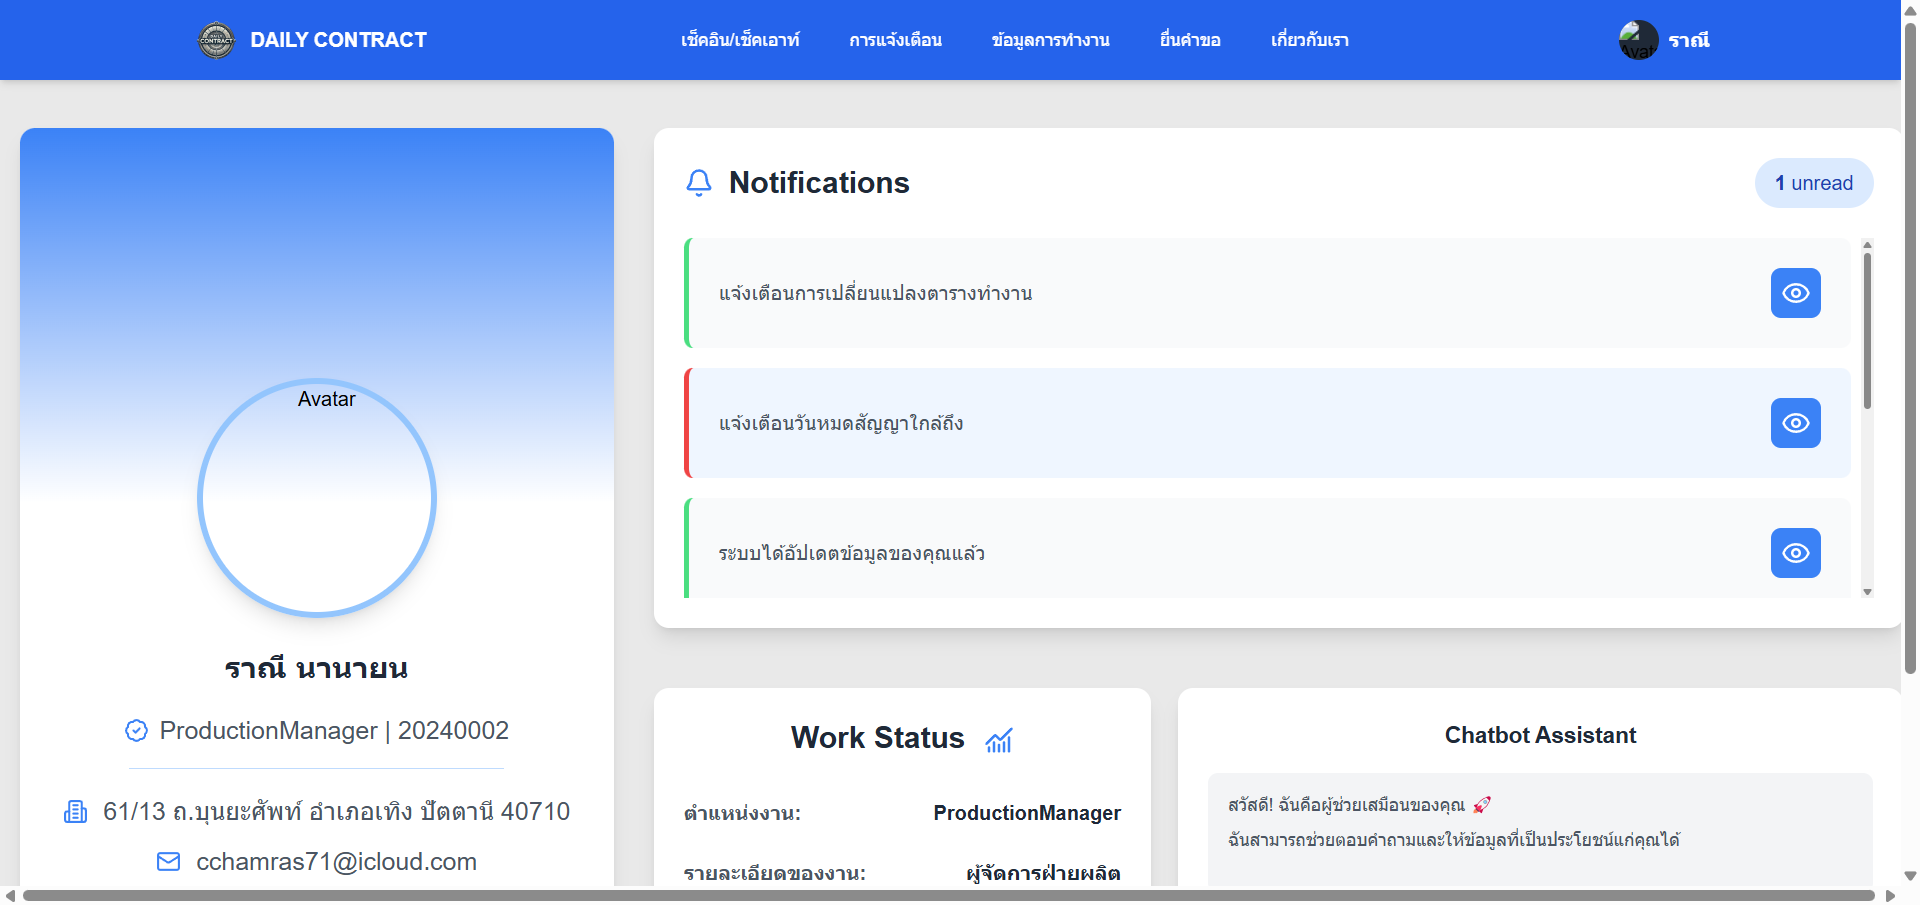 DAILY CONTRACT
เช็คอิน/เช็คเอาท์
การแจ้งเตือน
ข้อมูลการทำงาน
ยื่นคำขอ
เกี่ยวกับเรา
ราณี
Avatar
ราณี นานายน
ProductionManager | 20240002
61/13 ถ.บุนยะศัพท์ อำเภอเทิง ปัตตานี 40710
cchamras71@icloud.com
Notifications
1 unread
แจ้งเตือนการเปลี่ยนแปลงตารางทำงาน
แจ้งเตือนวันหมดสัญญาใกล้ถึง
ระบบได้อัปเดตข้อมูลของคุณแล้ว
Work Status
ตำแหน่งงาน: ProductionManager
รายละเอียดของงาน: ผู้จัดการฝ่ายผลิต
Chatbot Assistant
สวัสดี! ฉันคือผู้ช่วยเสมือนของคุณ 🚀
ฉันสามารถช่วยตอบคำถามและให้ข้อมูลที่เป็นประโยชน์แก่คุณได้